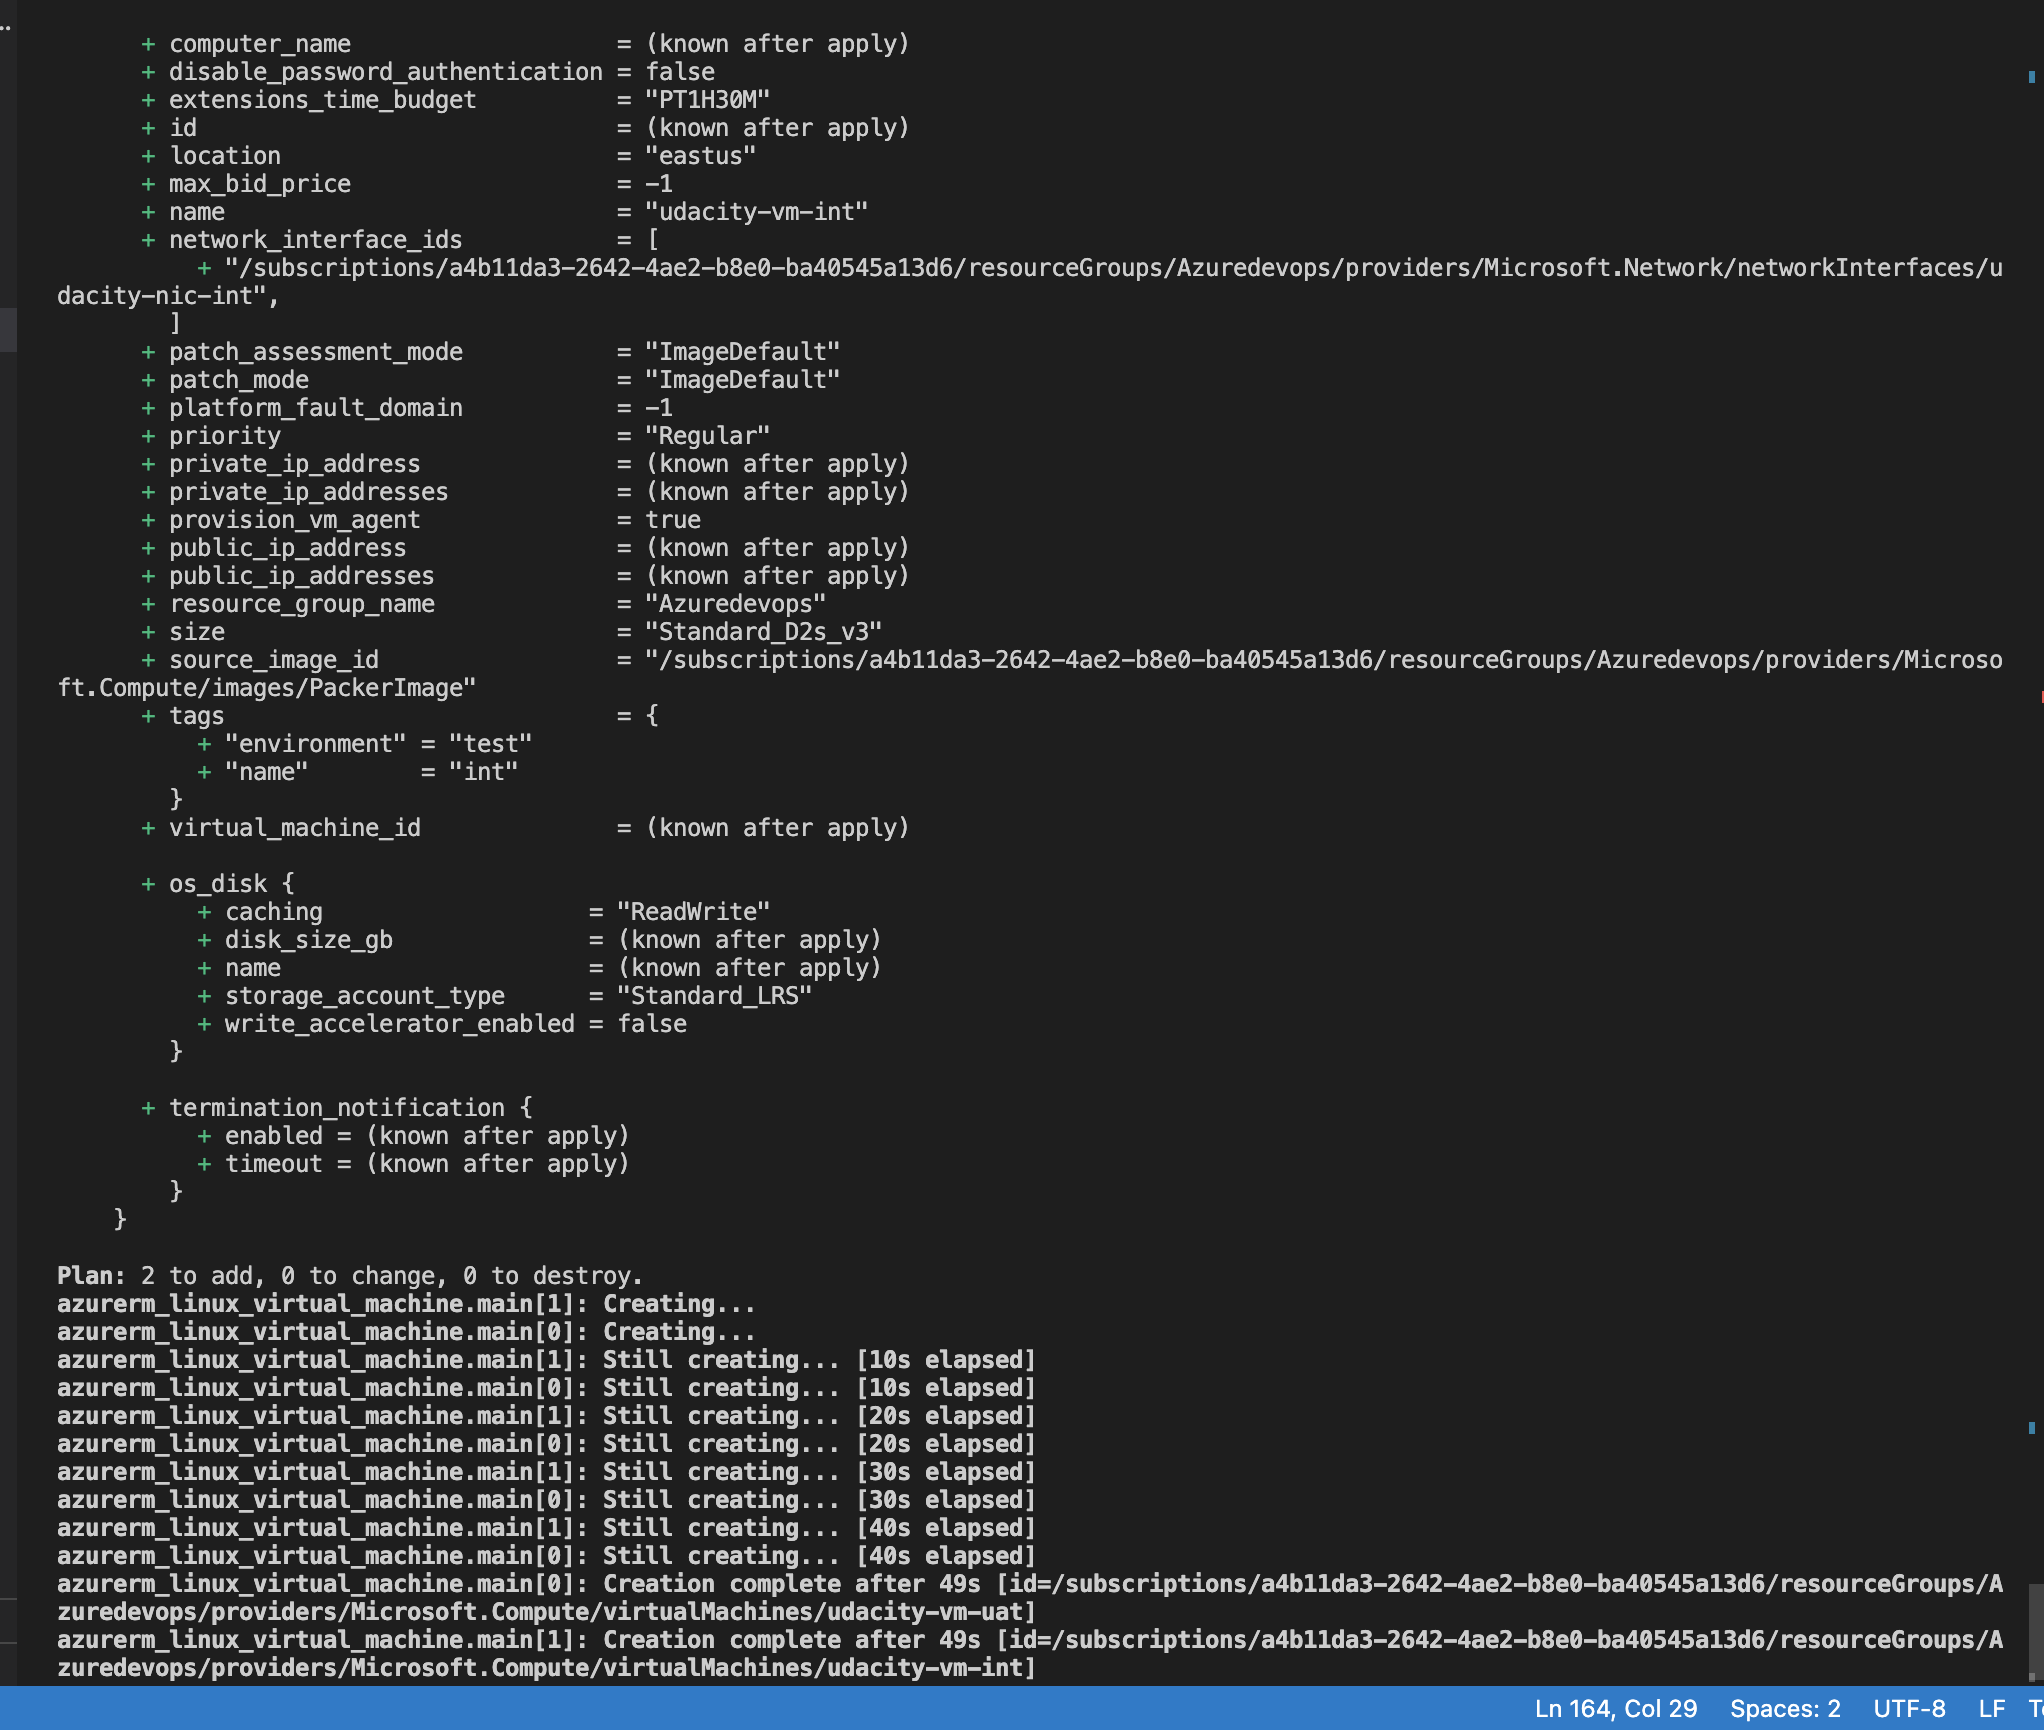 + computer_name                   = (known after apply)
+ disable_password_authentication = false
+ extensions_time_budget          = "PT1H30M"
+ id                              = (known after apply)
+ location                        = "eastus"
+ max_bid_price                   = -1
+ name                            = "udacity-vm-int"
+ network_interface_ids           = [
+ "/subscriptions/a4b11da3-2642-4ae2-b8e0-ba40545a13d6/resourceGroups/Azuredevops/providers/Microsoft.Network/networkInterfaces/u
dacity-nic-int",
]
+ patch_assessment_mode           = "ImageDefault"
+ patch_mode                      = "ImageDefault"
+ platform_fault_domain           = -1
+ priority                        = "Regular"
+ private_ip_address              = (known after apply)
+ private_ip_addresses            = (known after apply)
+ provision_vm_agent              = true
+ public_ip_address               = (known after apply)
+ public_ip_addresses             = (known after apply)
+ resource_group_name             = "Azuredevops"
+ size                            = "Standard_D2s_v3"
+ source_image_id                 = "/subscriptions/a4b11da3-2642-4ae2-b8e0-ba40545a13d6/resourceGroups/Azuredevops/providers/Microso
ft.Compute/images/PackerImage"
+ tags                            = {
+ "environment" = "test"
+ "name"        = "int"
}
+ virtual_machine_id              = (known after apply)
+ os_disk {
+ caching                   = "ReadWrite"
+ disk_size_gb              = (known after apply)
+ name                      = (known after apply)
+ storage_account_type      = "Standard_LRS"
+ write_accelerator_enabled = false
}
+ termination_notification {
+ enabled = (known after apply)
+ timeout = (known after apply)
}
}
Plan: 2 to add, 0 to change, 0 to destroy.
azurerm_linux_virtual_machine.main[1]: Creating...
azurerm_linux_virtual_machine.main[0]: Creating...
azurerm_linux_virtual_machine.main[1]: Still creating... [10s elapsed]
azurerm_linux_virtual_machine.main[0]: Still creating... [10s elapsed]
azurerm_linux_virtual_machine.main[1]: Still creating... [20s elapsed]
azurerm_linux_virtual_machine.main[0]: Still creating... [20s elapsed]
azurerm_linux_virtual_machine.main[1]: Still creating... [30s elapsed]
azurerm_linux_virtual_machine.main[0]: Still creating... [30s elapsed]
azurerm_linux_virtual_machine.main[1]: Still creating... [40s elapsed]
azurerm_linux_virtual_machine.main[0]: Still creating... [40s elapsed]
azurerm_linux_virtual_machine.main[0]: Creation complete after 49s [id=/subscriptions/a4b11da3-2642-4ae2-b8e0-ba40545a13d6/resourceGroups/A
zuredevops/providers/Microsoft.Compute/virtualMachines/udacity-vm-uat]
azurerm_linux_virtual_machine.main[1]: Creation complete after 49s [id=/subscriptions/a4b11da3-2642-4ae2-b8e0-ba40545a13d6/resourceGroups/A
zuredevops/providers/Microsoft.Compute/virtualMachines/udacity-vm-int]
Ln 164, Col 29 Spaces: 2 UTF-8 LF